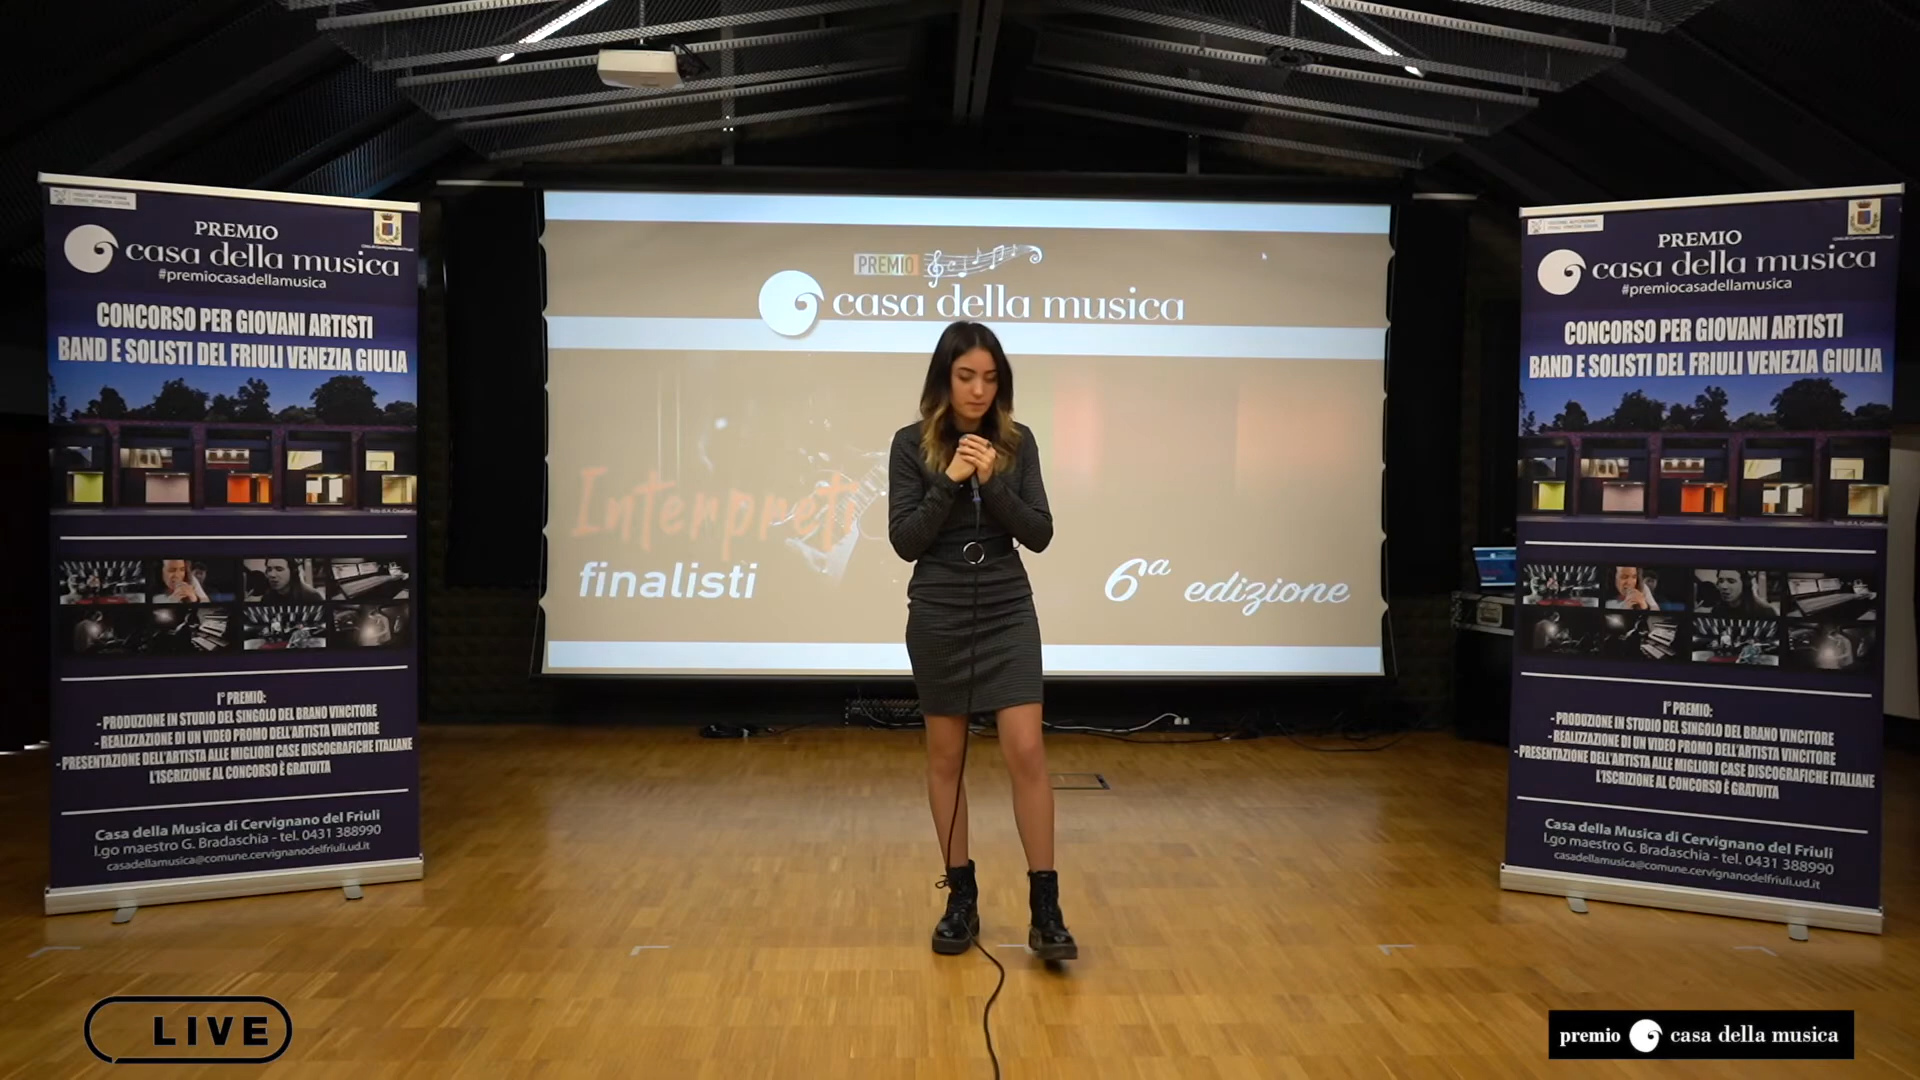 PREMIO
casa della musica
#premiocasadellamusica
CONCORSO PER GIOVANI ARTISTI
BAND E SOLISTI DEL FRIULI VENEZIA GIULIA
I° PREMIO:
- PRODUZIONE IN STUDIO DEL SINGOLO DEL BRANO VINCITORE
- REALIZZAZIONE DI UN VIDEO PROMO DELL'ARTISTA VINCITORE
- PRESENTAZIONE DELL'ARTISTA ALLE MIGLIORI CASE DISCOGRAFICHE ITALIANE
L'ISCRIZIONE AL CONCORSO È GRATUITA
Casa della Musica di Cervignano del Friuli
l.go maestro G. Bradaschia - tel. 0431 388990
casadellamusica@comune.cervignanodelfriuli.ud.it
PREMIO
casa della musica
Interpreti
finalisti
6ª edizione
PREMIO
casa della musica
#premiocasadellamusica
CONCORSO PER GIOVANI ARTISTI
BAND E SOLISTI DEL FRIULI VENEZIA GIULIA
I° PREMIO:
- PRODUZIONE IN STUDIO DEL SINGOLO DEL BRANO VINCITORE
- REALIZZAZIONE DI UN VIDEO PROMO DELL'ARTISTA VINCITORE
- PRESENTAZIONE DELL'ARTISTA ALLE MIGLIORI CASE DISCOGRAFICHE ITALIANE
L'ISCRIZIONE AL CONCORSO È GRATUITA
Casa della Musica di Cervignano del Friuli
l.go maestro G. Bradaschia - tel. 0431 388990
casadellamusica@comune.cervignanodelfriuli.ud.it
LIVE
premio casa della musica